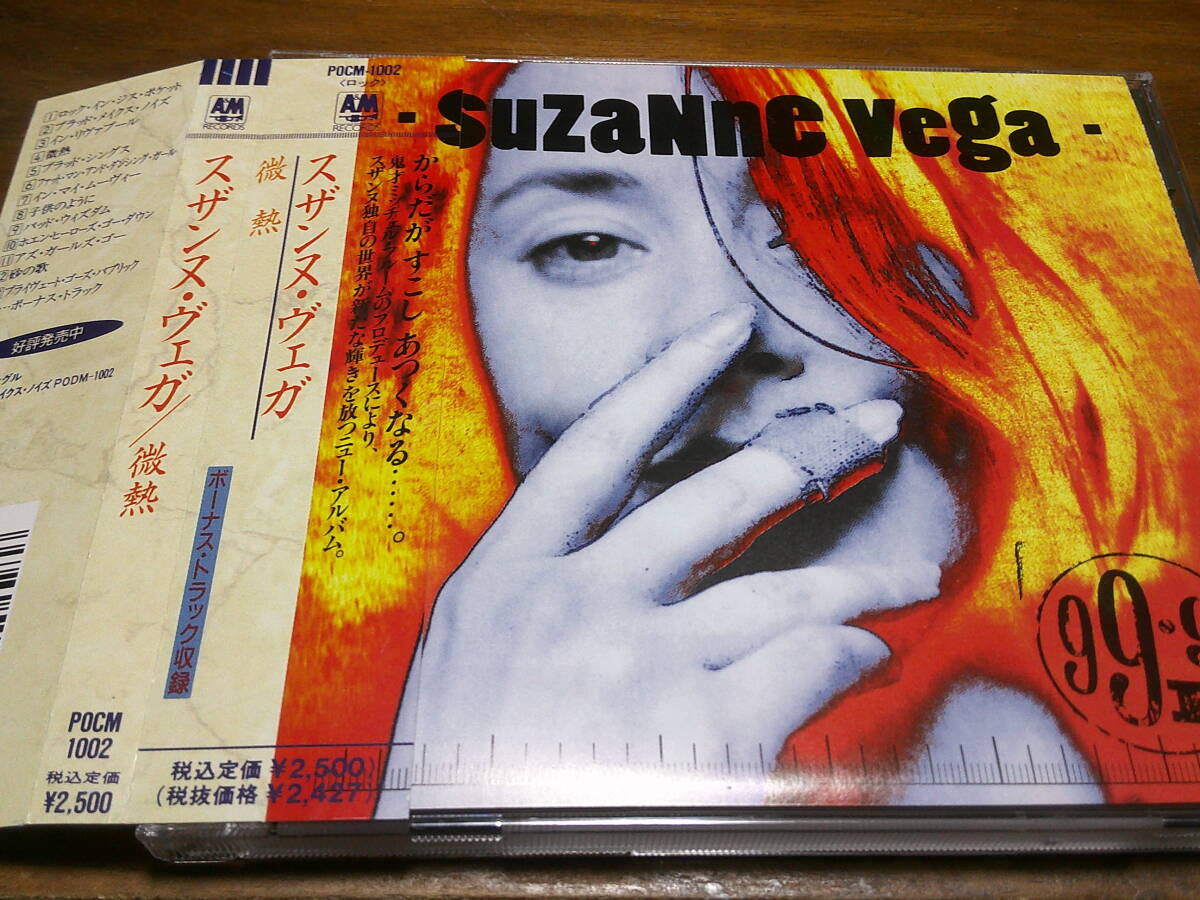 ①ロック・イン・ジス・ポケット
②ブラッド・メイクス・ノイズ
③イン・リヴァプール
④微熱
⑤ブラッド・シングス
⑥ファットマン・アンド・ダンシング・ガール
⑦イン・マイ・ムーヴィー
⑧子供のように
⑨バッド・ウィズダム
⑩ホエン・ヒーローズ・ゴー・ダウン
⑪アズ・ガールズ・ゴー
の歌
プライヴェート・ゴーズ・パブリック
ボーナス・トラック
好評発売中
グル
イクス・ノイズ PODM-1002
A&M
RECORDS
スザンヌ・ヴェガ/微熱
POCM
1002
税込定価
¥2,500
POCM-1002
〈ロック〉
A&M
RECORDS
スザンヌ・ヴェガ
微熱
ボーナス・トラック収録
からだが すこし あつくなる……。
鬼才ミッチェル・フルームのプロデュースにより、
スザンヌ独自の世界が新たな輝きを放つニュー・アルバム。
税込定価 ¥2,500
(税抜価格 ¥2,427)
- SuzaNNe Vega -
99.9